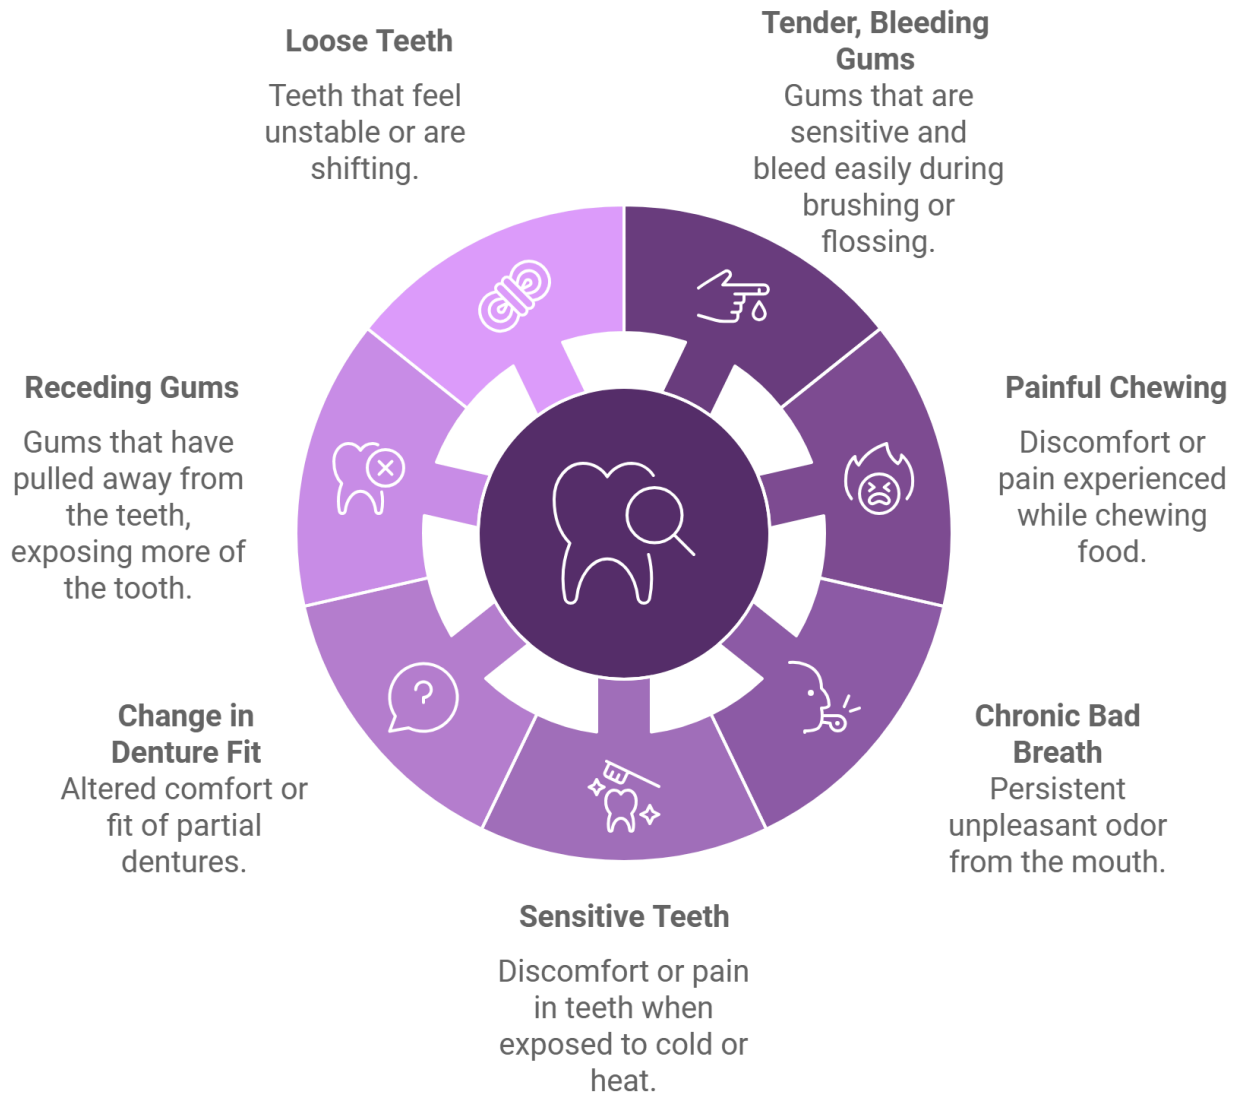 Loose Teeth
Teeth that feel
unstable or are
shifting.
Tender, Bleeding
Gums
Gums that are
sensitive and
bleed easily during
brushing or
flossing.
Receding Gums
Gums that have
pulled away from
the teeth,
exposing more of
the tooth.
Painful Chewing
Discomfort or
pain experienced
while chewing
food.
Change in
Denture Fit
Altered comfort or
fit of partial
dentures.
Chronic Bad
Breath
Persistent
unpleasant odor
from the mouth.
Sensitive Teeth
Discomfort or pain
in teeth when
exposed to cold or
heat.